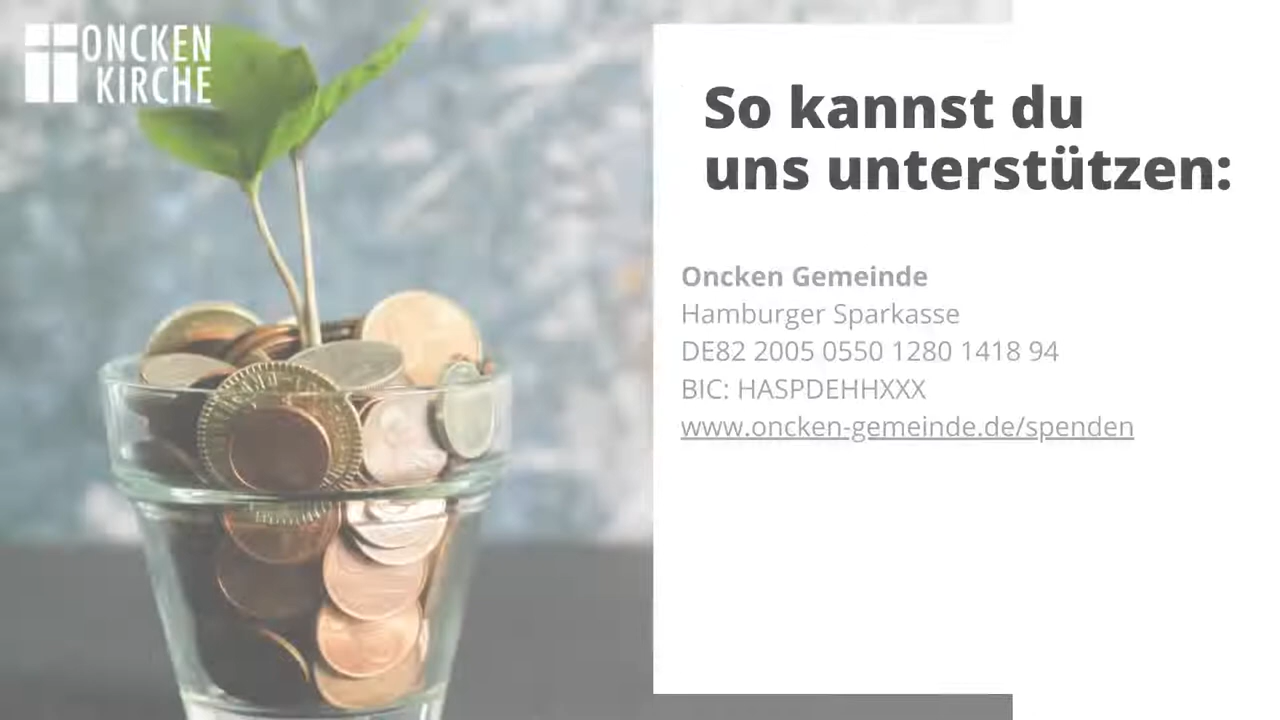 ONCKEN
KIRCHE
So kannst du
uns unterstützen:
Oncken Gemeinde
Hamburger Sparkasse
DE82 2005 0550 1280 1418 94
BIC: HASPDEHHXXX
www.oncken-gemeinde.de/spenden